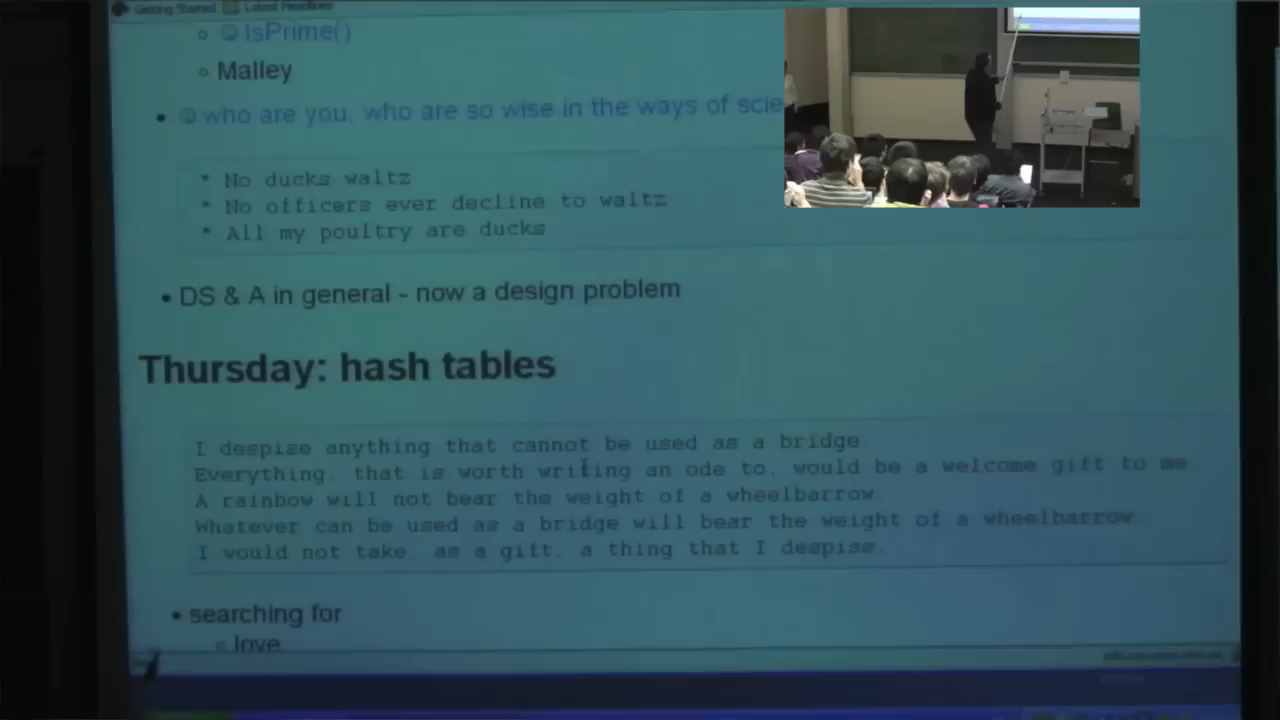 Getting Started Latest Headlines
IsPrime()
Malley
who are you, who are so wise in the ways of scie
* No ducks waltz
* No officers ever decline to waltz
* All my poultry are ducks
DS & A in general - now a design problem
Thursday: hash tables
I despise anything that cannot be used as a bridge.
Everything, that is worth writing an ode to, would be a welcome gift to me.
A rainbow will not bear the weight of a wheelbarrow.
Whatever can be used as a bridge will bear the weight of a wheelbarrow.
I would not take, as a gift, a thing that I despise.
searching for
love